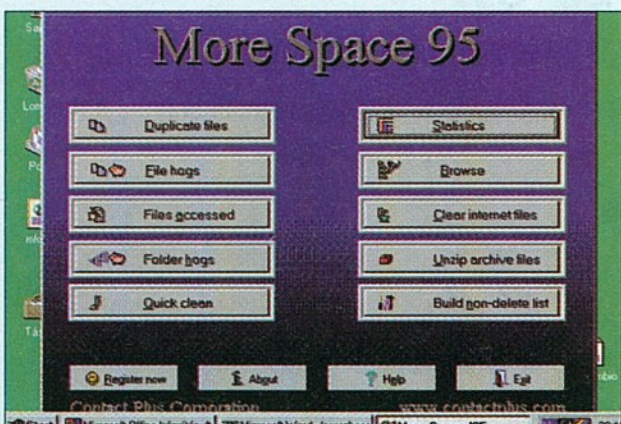 More Space 95
Duplicate files
Statistics
File hogs
Browse
Files accessed
Clear internet files
Folder hogs
Unzip archive files
Quick clean
Build non-delete list
Register now
About
Help
Exit
Contact Plus Corporation
www.contactplus.com
Start